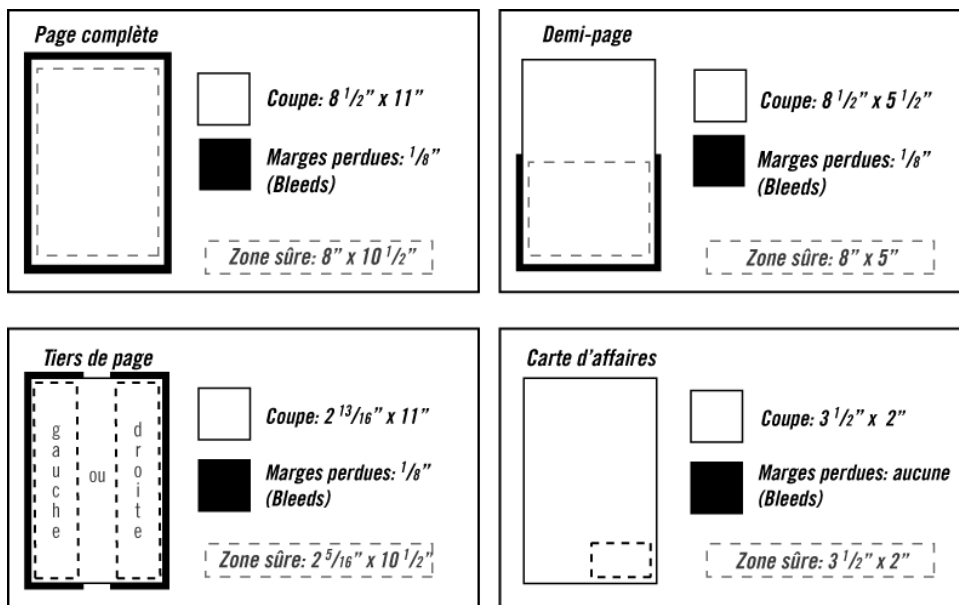 Page complète
Coupe: 8 1/2” x 11”
Marges perdues: 1/8”
(Bleeds)
Zone sûre: 8” x 10 1/2”
Demi-page
Coupe: 8 1/2” x 5 1/2”
Marges perdues: 1/8”
(Bleeds)
Zone sûre: 8” x 5”
Tiers de page
gauche
ou
droite
Coupe: 2 13/16” x 11”
Marges perdues: 1/8”
(Bleeds)
Zone sûre: 2 5/16” x 10 1/2”
Carte d’affaires
Coupe: 3 1/2” x 2”
Marges perdues: aucune
(Bleeds)
Zone sûre: 3 1/2” x 2”